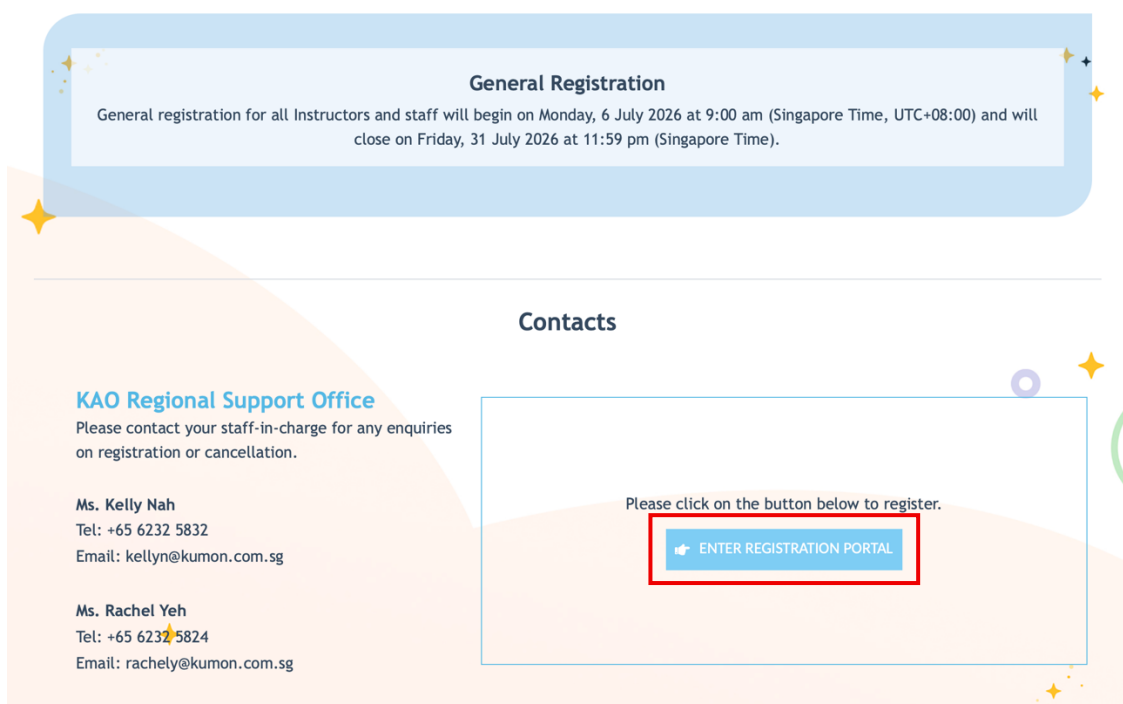 General Registration
General registration for all Instructors and staff will begin on Monday, 6 July 2026 at 9:00 am (Singapore Time, UTC+08:00) and will
close on Friday, 31 July 2026 at 11:59 pm (Singapore Time).
Contacts
KAO Regional Support Office
Please contact your staff-in-charge for any enquiries
on registration or cancellation.
Ms. Kelly Nah
Tel: +65 6232 5832
Email: kellyn@kumon.com.sg
Ms. Rachel Yeh
Tel: +65 6232 5824
Email: rachely@kumon.com.sg
Please click on the button below to register.
ENTER REGISTRATION PORTAL